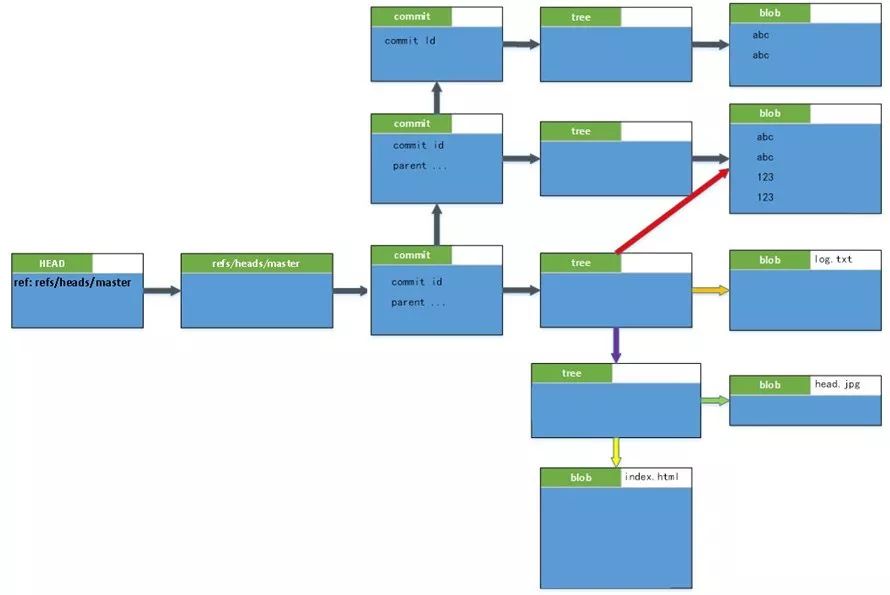 commit
tree
blob
commit Id
abc
abc
commit
tree
blob
commit id
parent ...
abc
abc
123
123
HEAD
refs/heads/master
commit
tree
blob
log.txt
ref: refs/heads/master
commit id
parent ...
tree
blob
head.jpg
blob
index.html